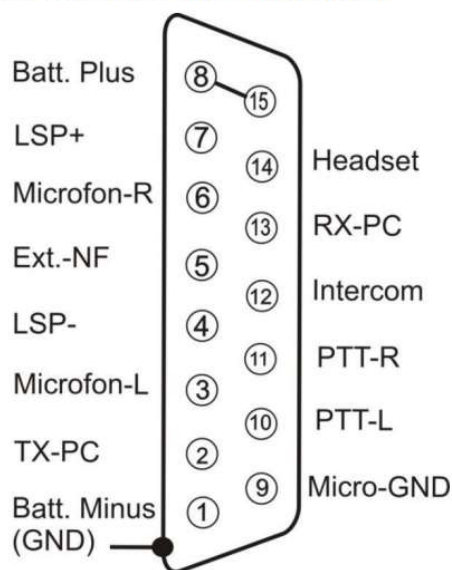 Batt. Plus
8
15
LSP+
7
14
Headset
Microfon-R
6
13
RX-PC
Ext.-NF
5
12
Intercom
LSP-
4
11
PTT-R
Microfon-L
3
10
PTT-L
TX-PC
2
9
Micro-GND
Batt. Minus
(GND)
1